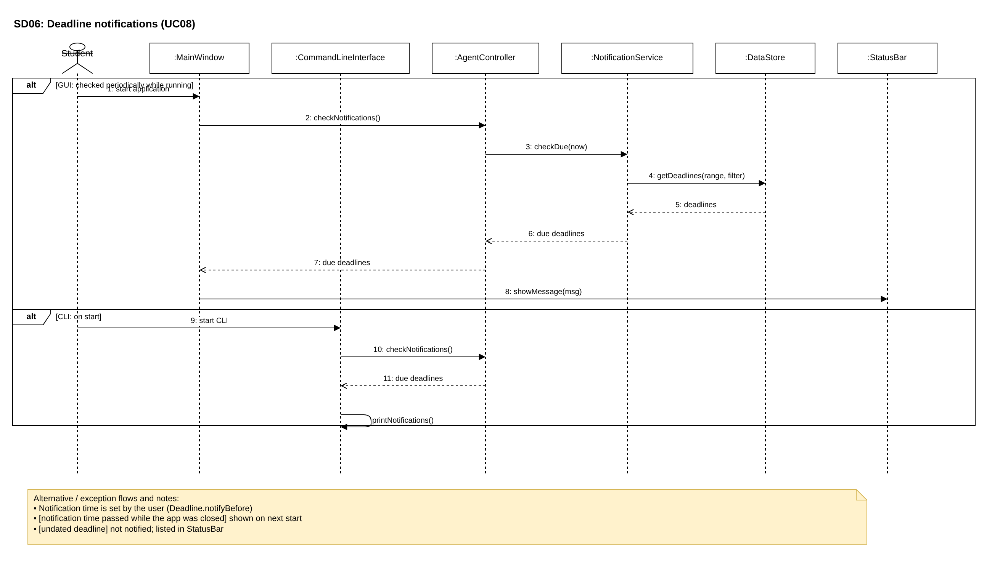 SD06: Deadline notifications (UC08)
Student
:MainWindow
:CommandLineInterface
:AgentController
:NotificationService
:DataStore
:StatusBar
alt
[GUI: checked periodically while running]
1: start application
2: checkNotifications()
3: checkDue(now)
4: getDeadlines(range, filter)
5: deadlines
6: due deadlines
7: due deadlines
8: showMessage(msg)
alt
[CLI: on start]
9: start CLI
10: checkNotifications()
11: due deadlines
printNotifications()
Alternative / exception flows and notes:
• Notification time is set by the user (Deadline.notifyBefore)
• [notification time passed while the app was closed] shown on next start
• [undated deadline] not notified; listed in StatusBar